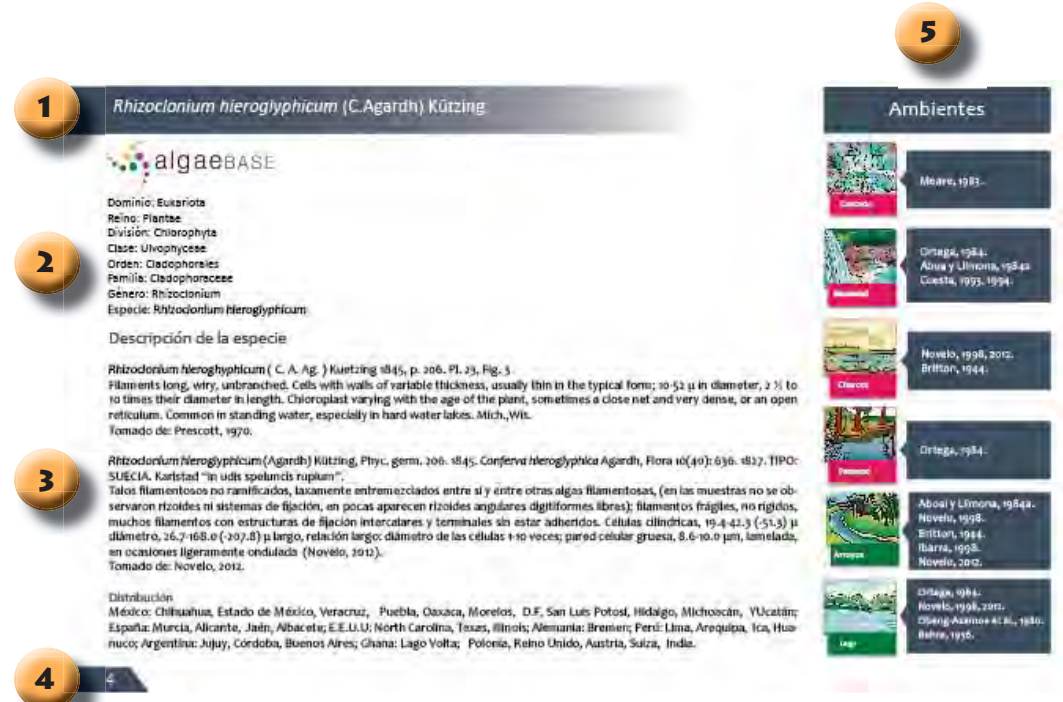 5
1
Rhizoclonium hieroglyphicum (C.Agardh) Kützing
Ambientes
algaeBASE
Dominio: Eukariota
Reino: Plantae
División: Chlorophyta
Clase: Ulvophyceae
Orden: Cladophorales
Familia: Cladophoraceae
Género: Rhizoclonium
Especie: Rhizoclonium hieroglyphicum
2
Descripción de la especie
Rhizoclonium hieroghyphicum ( C. A. Ag. ) Kuetzing 1845, p. 206. Pl. 23, Fig. 3
Filaments long, wiry, unbranched. Cells with walls of variable thickness, usually thin in the typical form; 10-52 µ in diameter, 2 ½ to
10 times their diameter in length. Chloroplast varying with the age of the plant, sometimes a close net and very dense, or an open
reticulum. Common in standing water, especially in hard water lakes. Mich.,Wis.
Tomado de: Prescott, 1970.
3
Rhizoclonium hieroglyphicum (Agardh) Kützing, Phyc. germ. 206. 1845. Conferva hieroglyphica Agardh, Flora 10(40): 636. 1827. TIPO:
SUECIA. Karlstad "in udis speluncis rupium".
Talos filamentosos no ramificados, laxamente entremezclados entre sí y entre otras algas filamentosas, (en las muestras no se ob-
servaron rizoides ni sistemas de fijación, en pocas aparecen rizoides angulares digitiformes libres); filamentos frágiles, no rígidos,
muchos filamentos con estructuras de fijación intercalares y terminales sin estar adheridos. Células cilíndricas, 19.4-42.3 (-51.3) µ
diámetro, 26.7-168.0 (-207.8) µ largo, relación largo: diámetro de las células 1-10 veces; pared celular gruesa, 8.6-10.0 µm, lamelada,
en ocasiones ligeramente ondulada (Novelo, 2012).
Tomado de: Novelo, 2012.
Distribución
México: Chihuahua, Estado de México, Veracruz, Puebla, Oaxaca, Morelos, D.F, San Luis Potosí, Hidalgo, Michoacán, YUcatán;
España: Murcia, Alicante, Jaén, Albacete; E.E.U.U: North Carolina, Texas, Illinois; Alemania: Bremen; Perú: Lima, Arequipa, Ica, Hua-
nuco; Argentina: Jujuy, Córdoba, Buenos Aires; Ghana: Lago Volta; Polonia, Reino Unido, Austria, Suiza, India.
4
4
Cascada
Moare, 1983.
Manantial
Ortega, 1984.
Abua y Llimona, 1984a
Cuesta, 1993, 1994.
Charcos
Novelo, 1998, 2012.
Britton, 1944.
Ortega, 1984.
Arroyos
Aboal y Llimona, 1984a.
Novelo, 1998.
Britton, 1944.
Ibarra, 1998.
Novelo, 2012.
Lago
Ortega, 1984.
Novelo, 1998, 2012.
Obeng-Asamoa et al., 1980.
Behre, 1956.